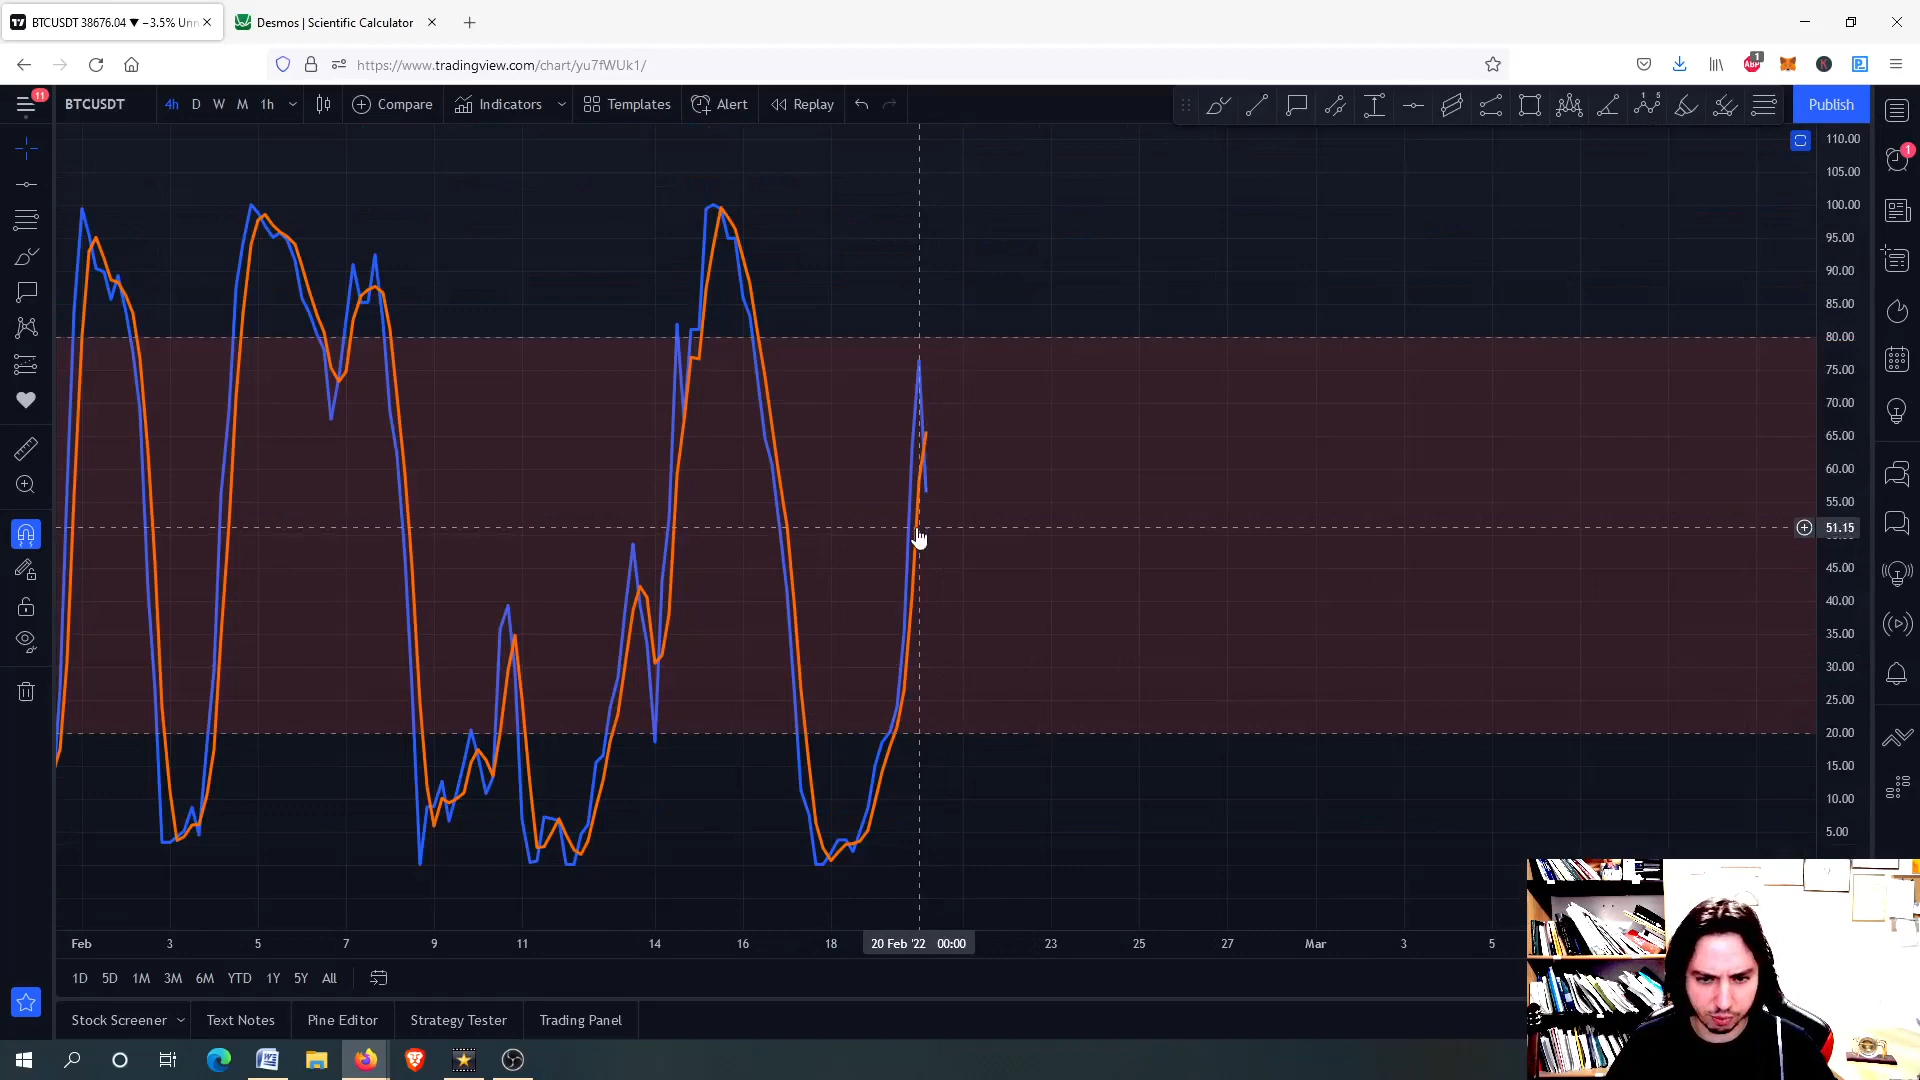 BTCUSDT 38676.04 ▼ −3.5% Unn
Desmos | Scientific Calculator
https://www.tradingview.com/chart/yu7fWUk1/
ABP
1
K
11
BTCUSDT
4h
D
W
M
1h
Compare
Indicators
Templates
Alert
Replay
Publish
1
110.00
105.00
100.00
95.00
90.00
85.00
80.00
75.00
70.00
65.00
60.00
55.00
51.15
45.00
40.00
35.00
30.00
25.00
20.00
15.00
10.00
5.00
Feb
3
5
7
9
11
14
16
18
20 Feb '22 00:00
23
25
27
Mar
3
5
1D
5D
1M
3M
6M
YTD
1Y
5Y
All
Stock Screener
Text Notes
Pine Editor
Strategy Tester
Trading Panel